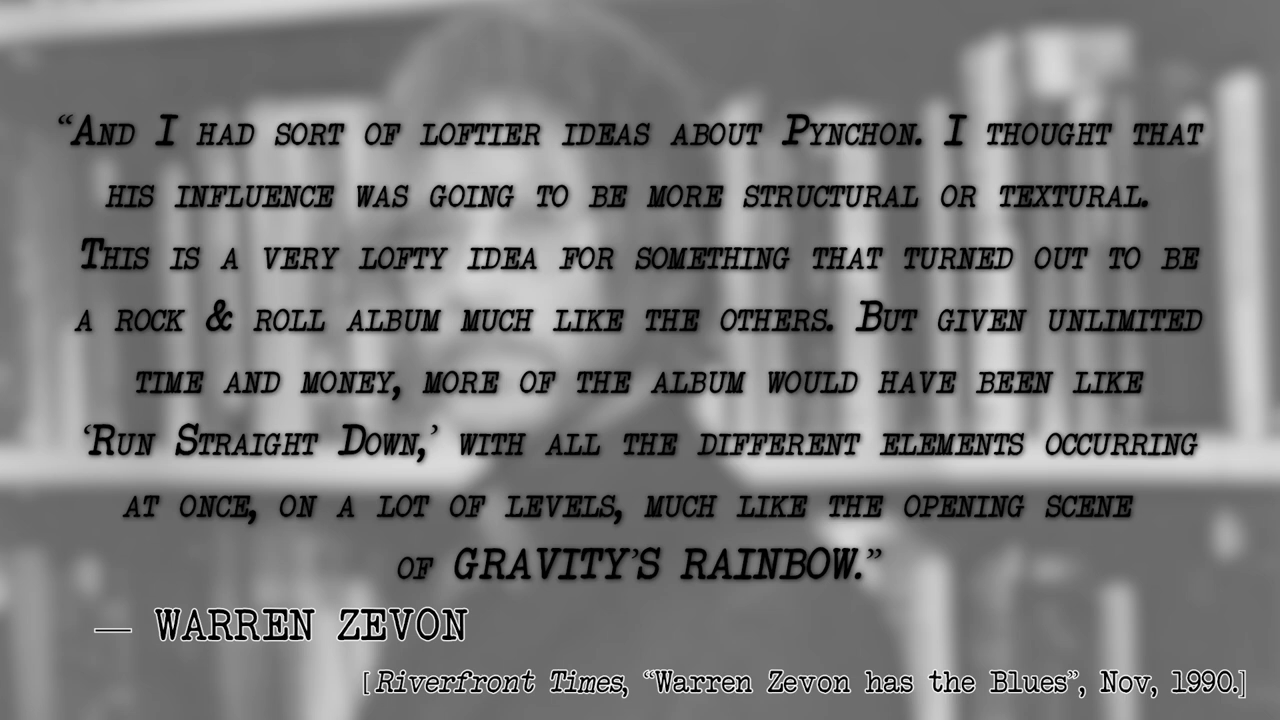 “And I had sort of loftier ideas about Pynchon. I thought that
his influence was going to be more structural or textural.
This is a very lofty idea for something that turned out to be
a rock & roll album much like the others. But given unlimited
time and money, more of the album would have been like
‘Run Straight Down,’ with all the different elements occurring
at once, on a lot of levels, much like the opening scene
of GRAVITY’S RAINBOW.”
— WARREN ZEVON
[Riverfront Times, “Warren Zevon has the Blues”, Nov, 1990.]